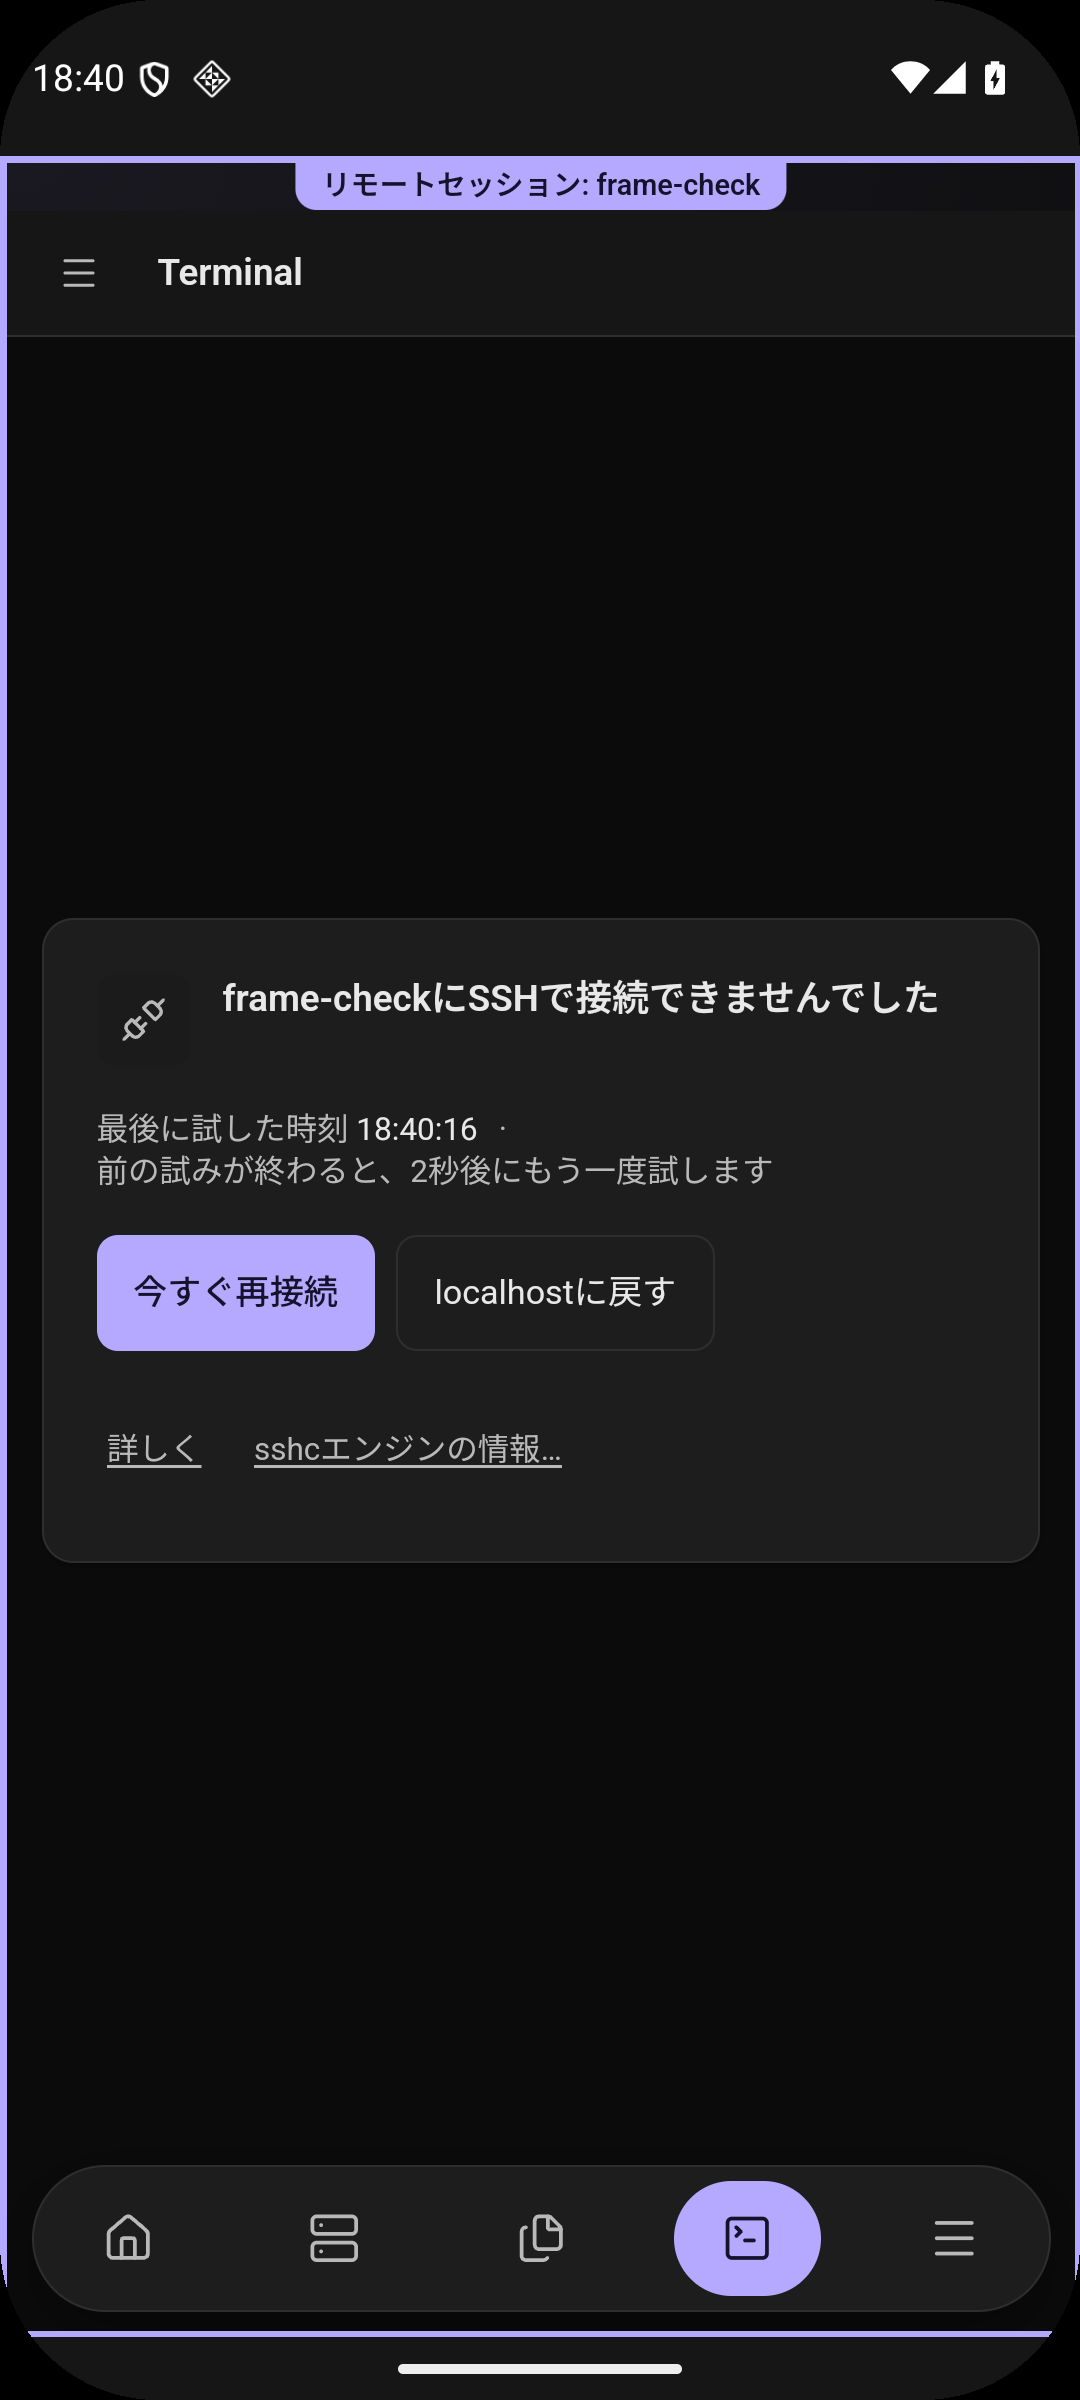 18:40
リモートセッション: frame-check
Terminal
frame-checkにSSHで接続できませんでした
最後に試した時刻 18:40:16 ·
前の試みが終わると、2秒後にもう一度試します
今すぐ再接続
localhostに戻す
詳しく
sshcエンジンの情報…